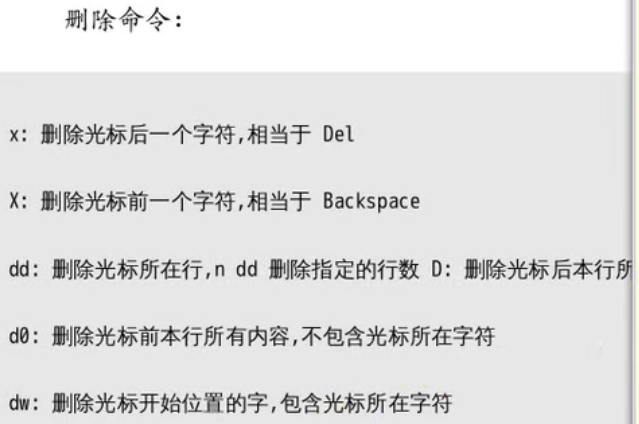 删除命令:
x: 删除光标后一个字符,相当于 Del
X: 删除光标前一个字符,相当于 Backspace
dd: 删除光标所在行,n dd 删除指定的行数 D: 删除光标后本行所
d0: 删除光标前本行所有内容,不包含光标所在字符
dw: 删除光标开始位置的字,包含光标所在字符